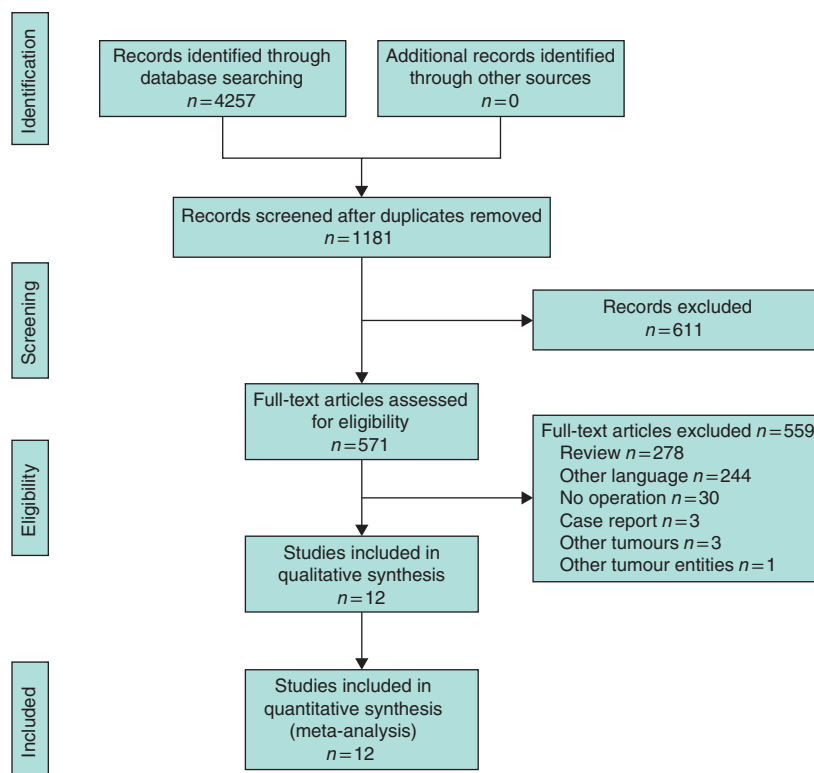 Identification
Records identified through
database searching
n=4257
Additional records identified
through other sources
n=0
Records screened after duplicates removed
n=1181
Screening
Records excluded
n=611
Full-text articles assessed
for eligibility
n=571
Eligibility
Full-text articles excluded n=559
Review n=278
Other language n=244
No operation n=30
Case report n=3
Other tumours n=3
Other tumour entities n=1
Studies included in
qualitative synthesis
n=12
Included
Studies included in
quantitative synthesis
(meta-analysis)
n=12